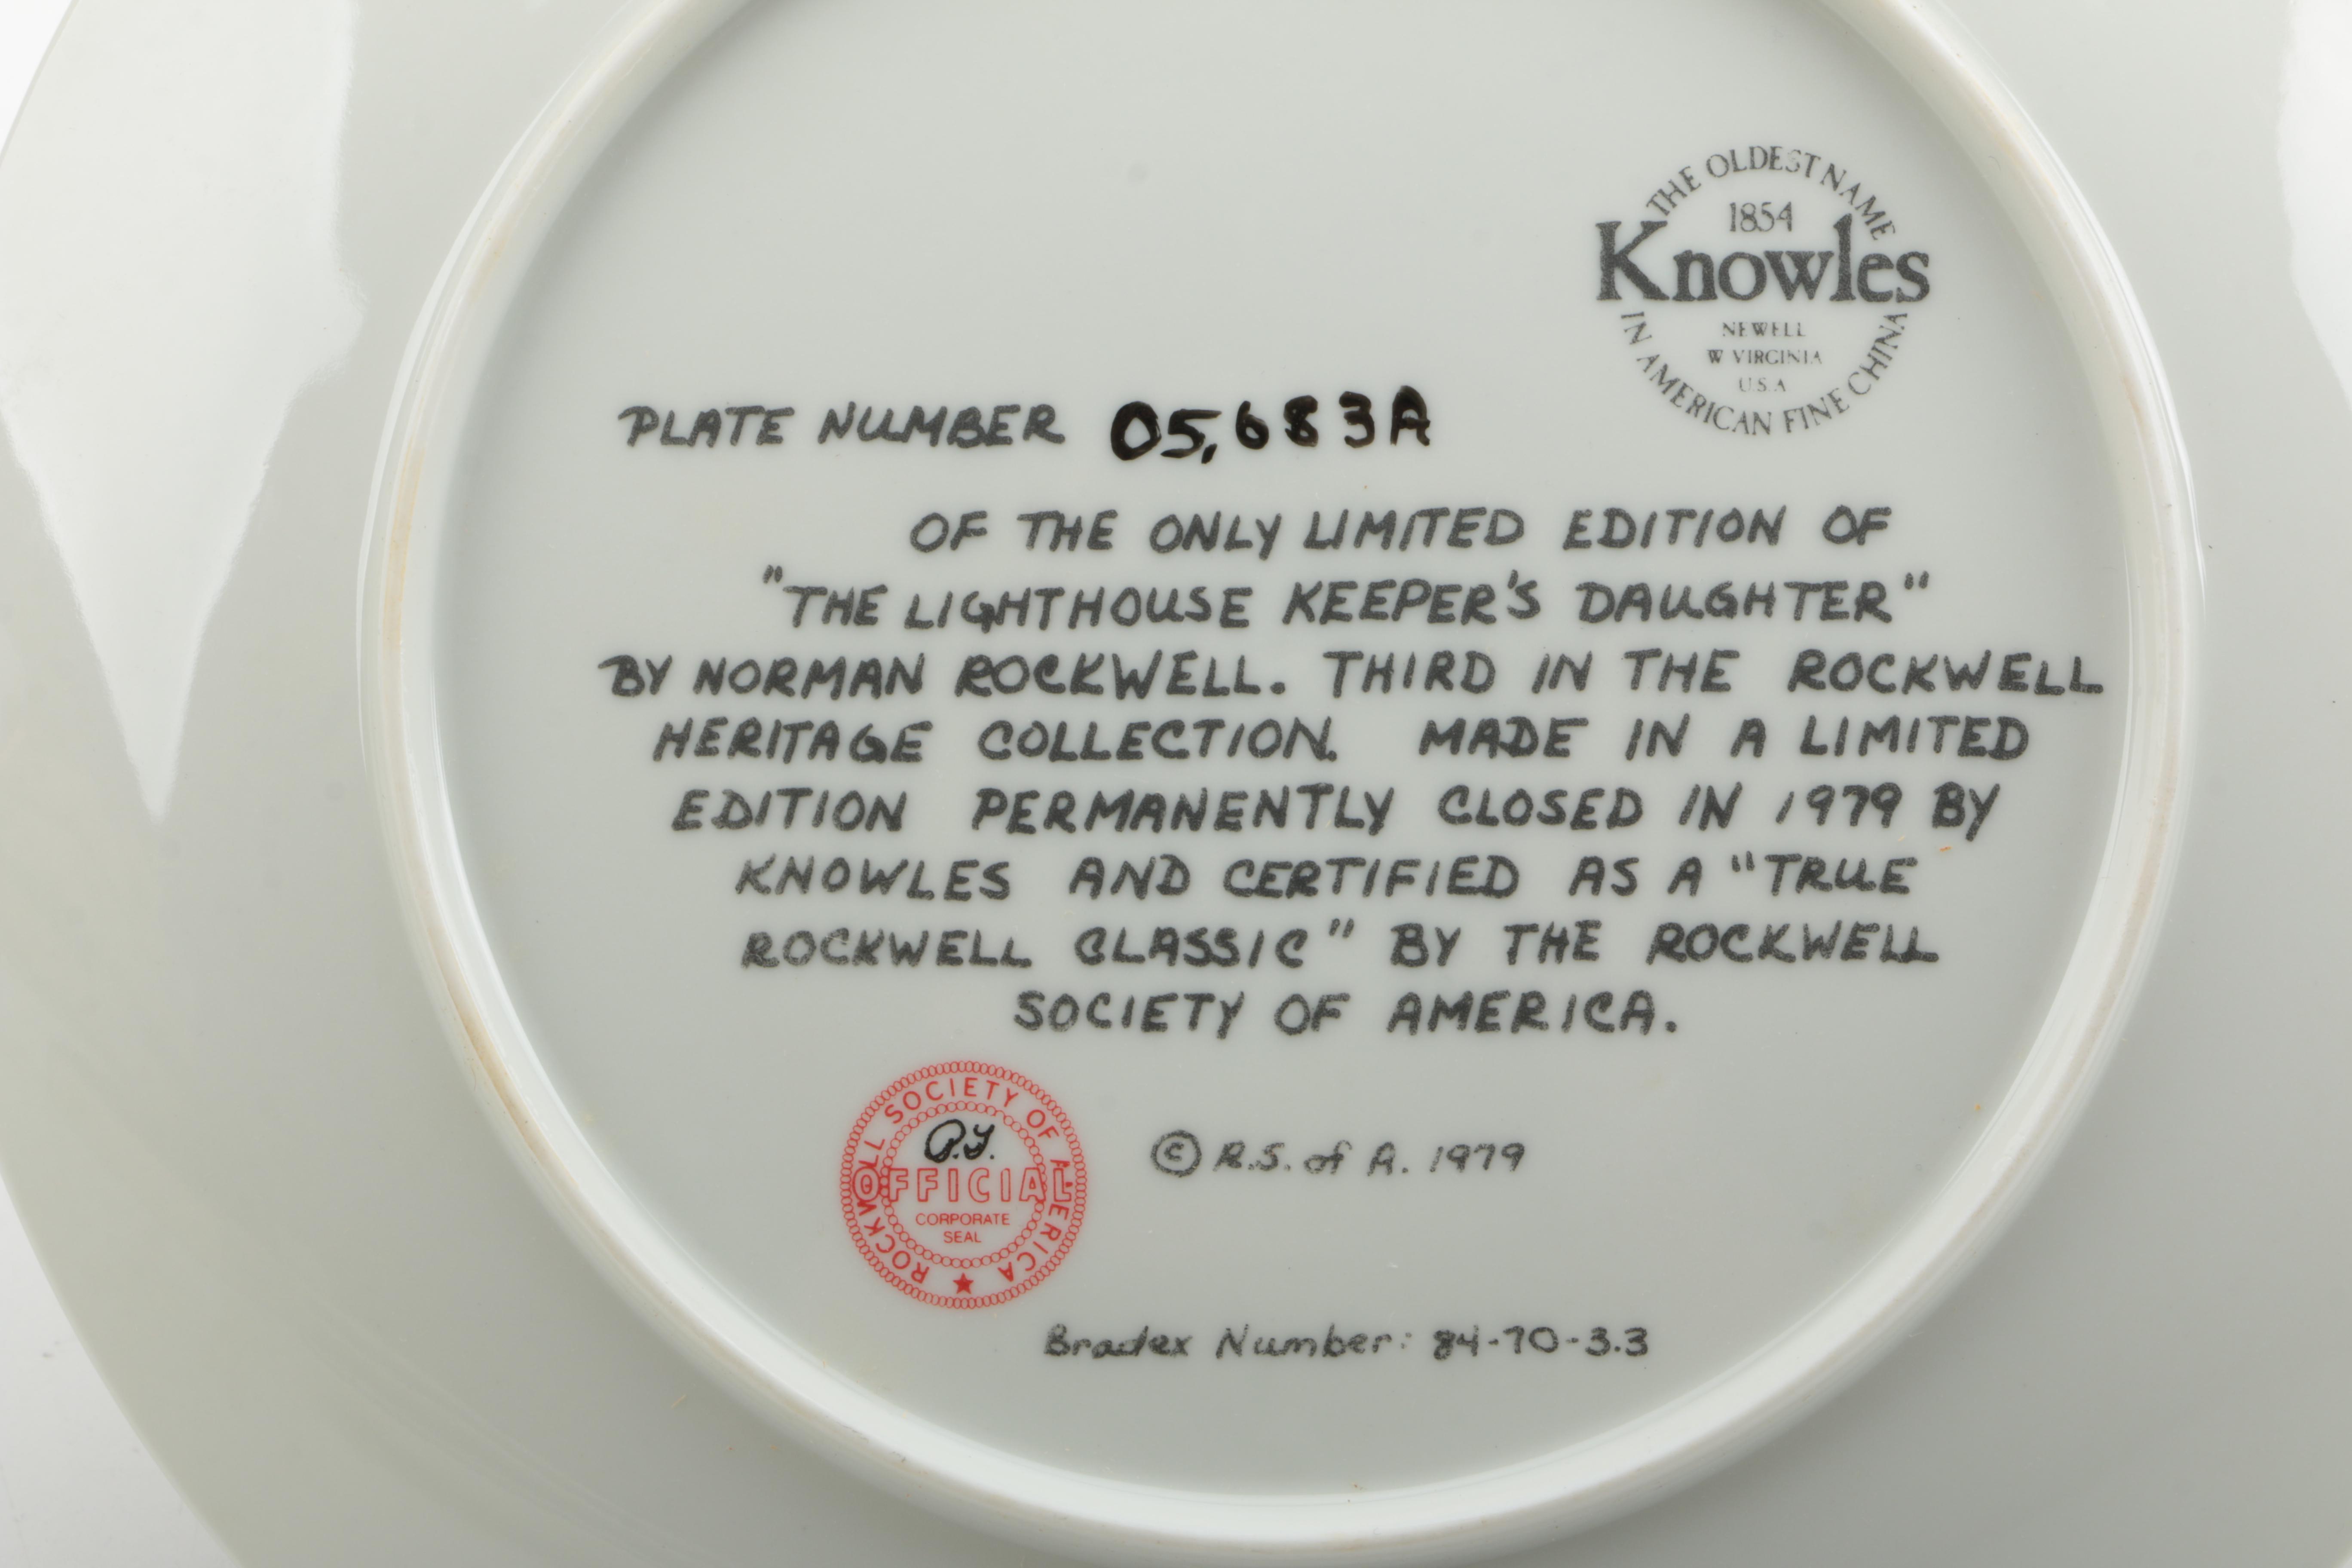 THE OLDEST NAME
1854
Knowles
NEWELL
W VIRGINIA
U.S.A
IN AMERICAN FINE CHINA
PLATE NUMBER 05,683A
OF THE ONLY LIMITED EDITION OF
"THE LIGHTHOUSE KEEPER'S DAUGHTER"
BY NORMAN ROCKWELL. THIRD IN THE ROCKWELL
HERITAGE COLLECTION. MADE IN A LIMITED
EDITION PERMANENTLY CLOSED IN 1979 BY
KNOWLES AND CERTIFIED AS A "TRUE
ROCKWELL CLASSIC" BY THE ROCKWELL
SOCIETY OF AMERICA.
ROCKWELL SOCIETY OF AMERICA
P.J.
OFFICIAL
CORPORATE
SEAL
© R.S. of A. 1979
Bradex Number: 84-70-3.3